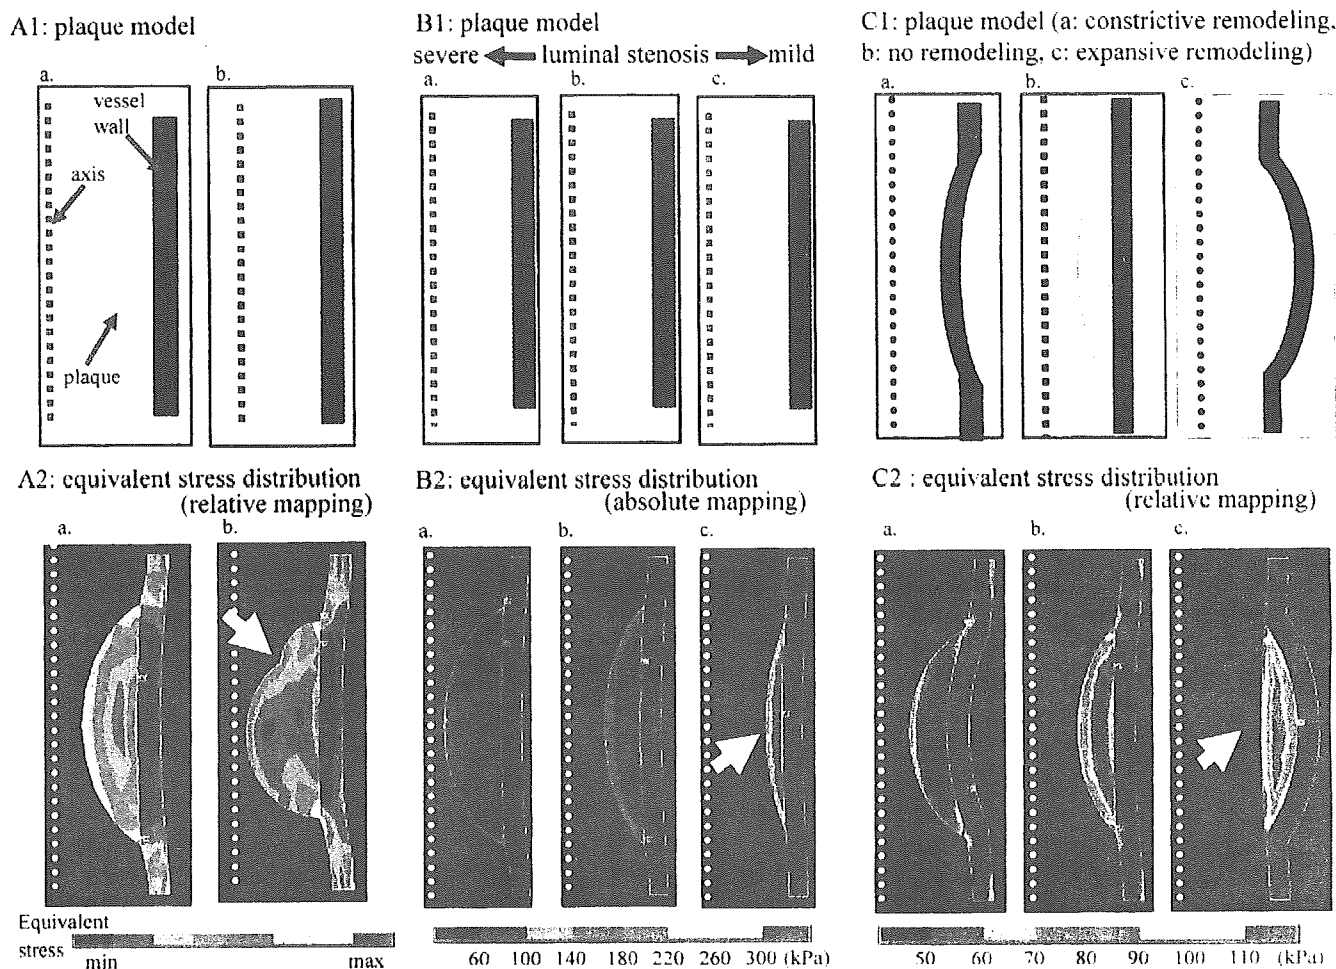 A1: plaque model
a.
b.
vessel
wall
axis
plaque
B1: plaque model
severe luminal stenosis mild
a.
b.
c.
C1: plaque model (a: constrictive remodeling,
b: no remodeling, c: expansive remodeling)
a.
b.
c.
A2: equivalent stress distribution
(relative mapping)
a.
b.
Equivalent
stress
min
max
B2: equivalent stress distribution
(absolute mapping)
a.
b.
c.
60 100 140 180 220 260 300 (kPa)
C2 : equivalent stress distribution
(relative mapping)
a.
b.
c.
50 60 70 80 90 100 110 (kPa)